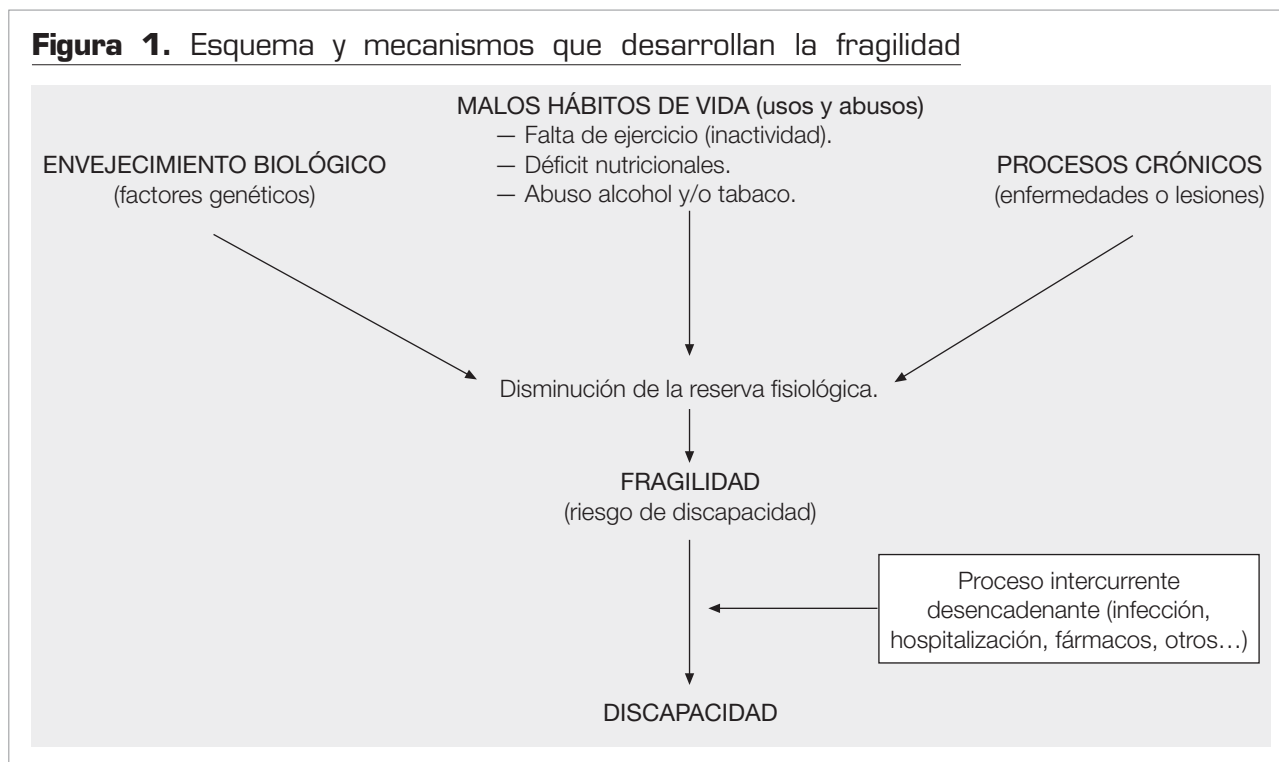 Figura 1. Esquema y mecanismos que desarrollan la fragilidad
MALOS HÁBITOS DE VIDA (usos y abusos)
— Falta de ejercicio (inactividad).
— Déficit nutricionales.
— Abuso alcohol y/o tabaco.
ENVEJECIMIENTO BIOLÓGICO
(factores genéticos)
PROCESOS CRÓNICOS
(enfermedades o lesiones)
Disminución de la reserva fisiológica.
FRAGILIDAD
(riesgo de discapacidad)
Proceso intercurrente
desencadenante (infección,
hospitalización, fármacos, otros…)
DISCAPACIDAD